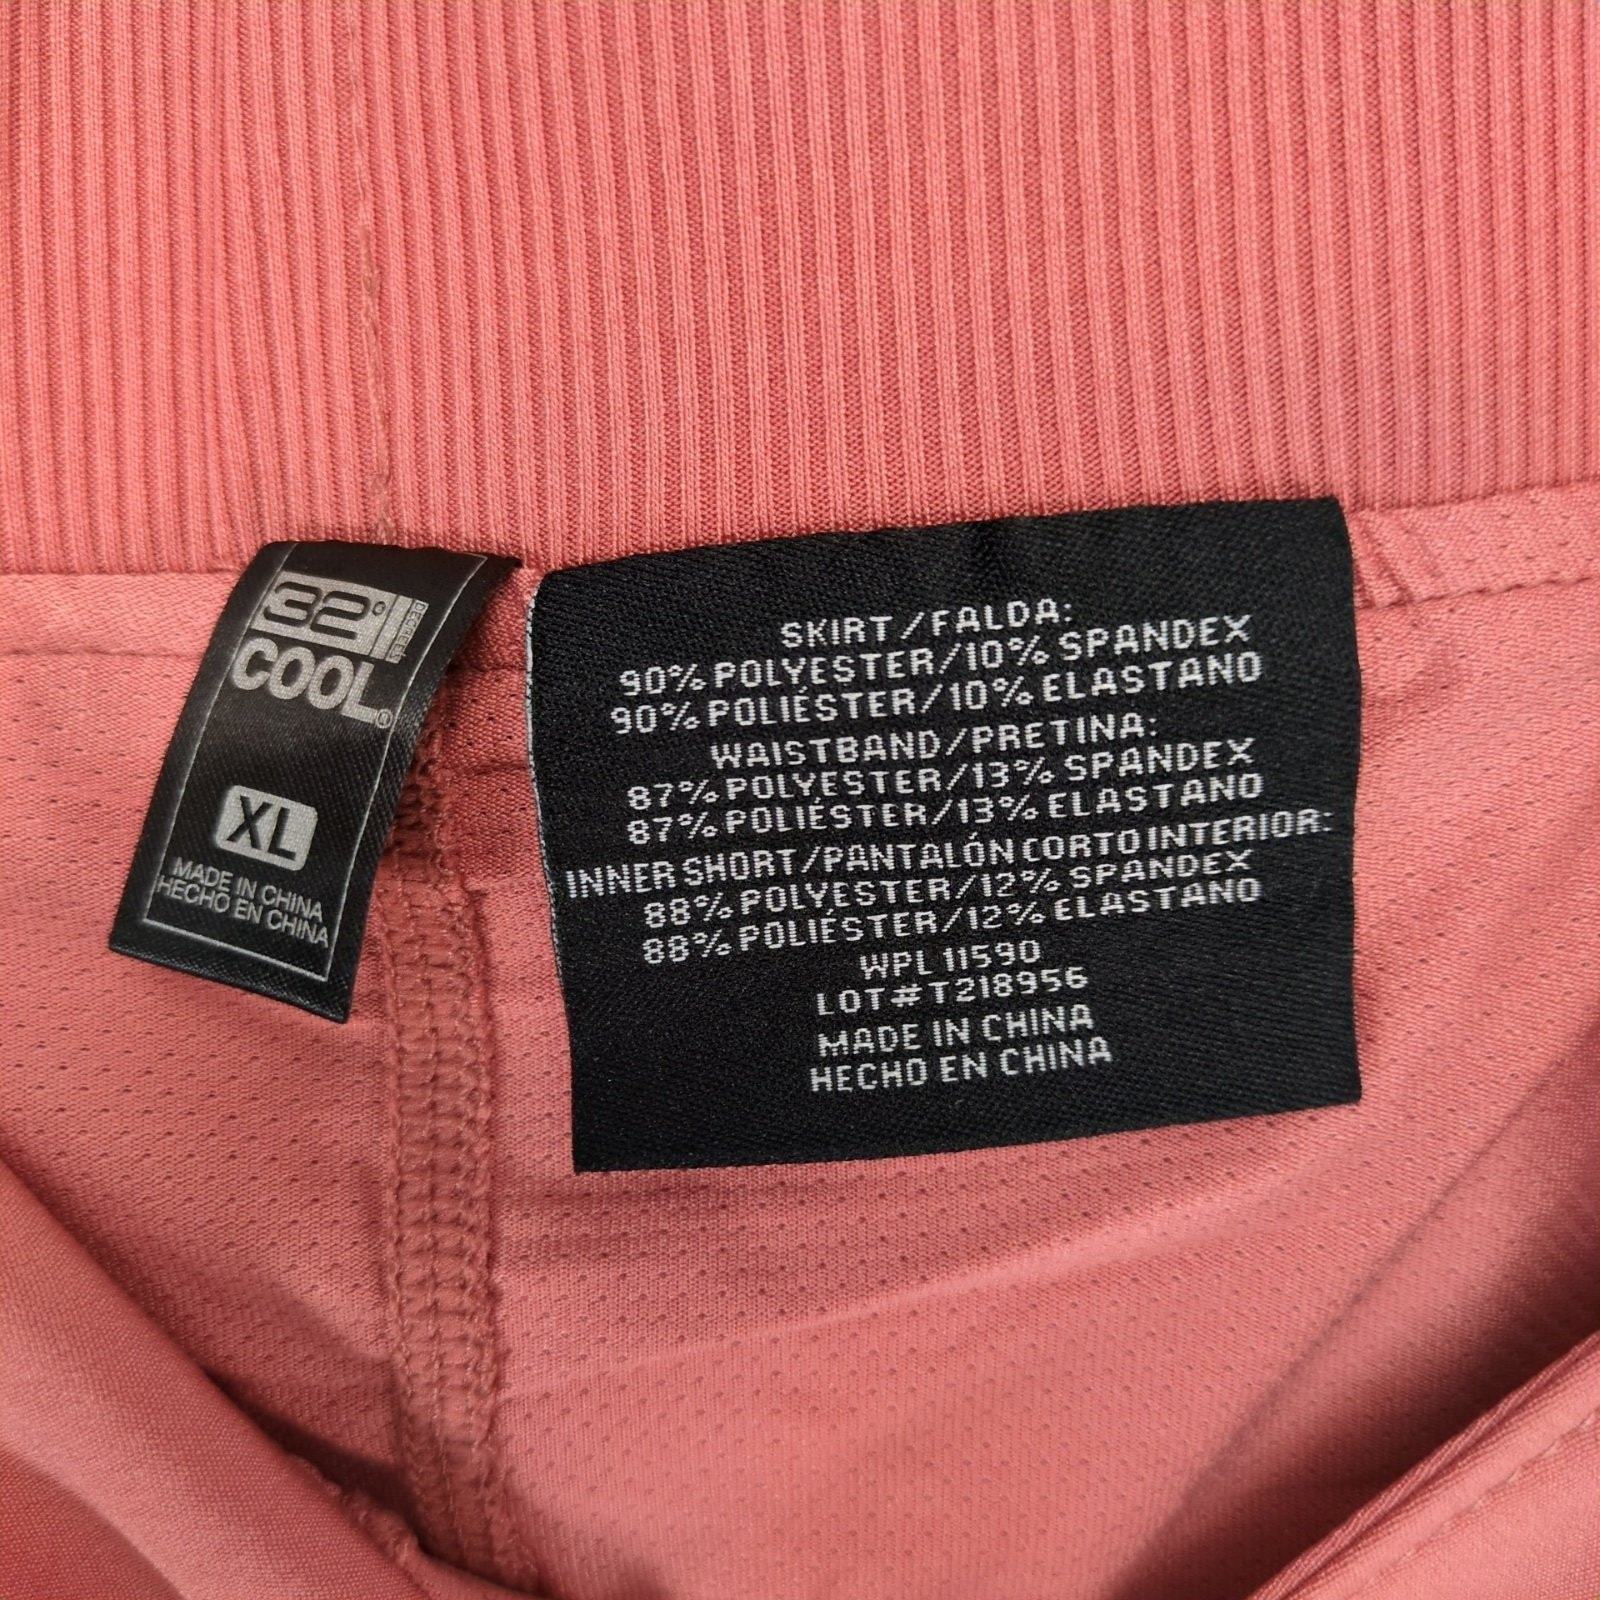 32°
DEGREES
COOL®
XL
MADE IN CHINA
HECHO EN CHINA
SKIRT/FALDA:
90% POLYESTER/10% SPANDEX
90% POLIÉSTER/10% ELASTANO
WAISTBAND/PRETINA:
87% POLYESTER/13% SPANDEX
87% POLIÉSTER/13% ELASTANO
INNER SHORT/PANTALÓN CORTO INTERIOR:
88% POLYESTER/12% SPANDEX
88% POLIÉSTER/12% ELASTANO
WPL 11590
LOT#T218956
MADE IN CHINA
HECHO EN CHINA